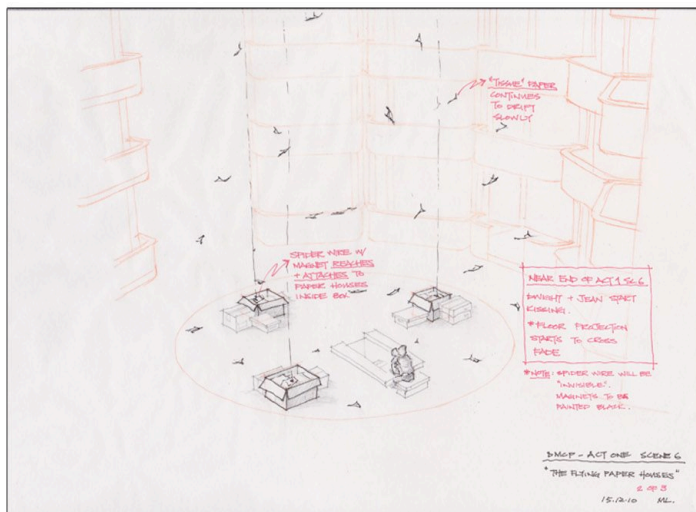 "TISSUE" PAPER
CONTINUES
TO DRIFT
SLOWLY
SPIDER WIRE W/
MAGNET REACHES
+ ATTACHES TO
PAPER HOUSES
INSIDE BOX
NEAR END OF ACT 1 SC.6
DWIGHT + JEAN START
KISSING.
* FLOOR PROJECTION
STARTS TO CROSS
FADE
* NOTE: SPIDER WIRE WILL BE
"INVISIBLE".
MAGNETS TO BE
PAINTED BLACK.
DMCP - ACT ONE SCENE 6
"THE FLYING PAPER HOUSES"
2 OF 3
15.12.10 ML.